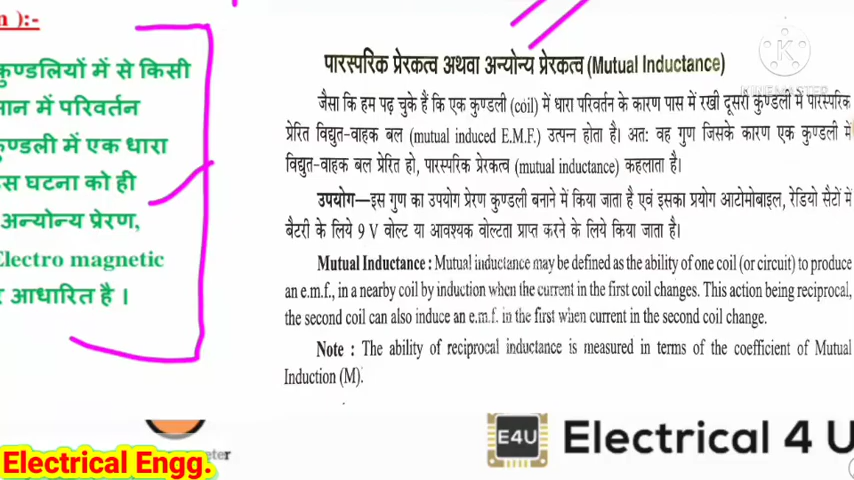 ):-
कुण्डलियों में से किसी
मान में परिवर्तन
कुण्डली में एक धारा
इस घटना को ही
अन्योन्य प्रेरण,
Electro magnetic
आधारित है ।
पारस्परिक प्रेरकत्व अथवा अन्योन्य प्रेरकत्व (Mutual Inductance)
जैसा कि हम पढ़ चुके हैं कि एक कुण्डली (coil) में धारा परिवर्तन के कारण पास में रखी दूसरी कुण्डली में पारस्परिक
प्रेरित विद्युत-वाहक बल (mutual induced E.M.F.) उत्पन्न होता है। अत: वह गुण जिसके कारण एक कुण्डली में
विद्युत-वाहक बल प्रेरित हो, पारस्परिक प्रेरकत्व (mutual inductance) कहलाता है।
उपयोग—इस गुण का उपयोग प्रेरण कुण्डली बनाने में किया जाता है एवं इसका प्रयोग आटोमोबाइल, रेडियो सैटों में
बैटरी के लिये 9 V वोल्ट या आवश्यक वोल्टता प्राप्त करने के लिये किया जाता है।
Mutual Inductance : Mutual inductance may be defined as the ability of one coil (or circuit) to produce
an e.m.f., in a nearby coil by induction when the current in the first coil changes. This action being reciprocal,
the second coil can also induce an e.m.f. in the first when current in the second coil change.
Note : The ability of reciprocal inductance is measured in terms of the coefficient of Mutual
Induction (M).
KINEMASTER
E4U Electrical 4 U
Electrical Engg.